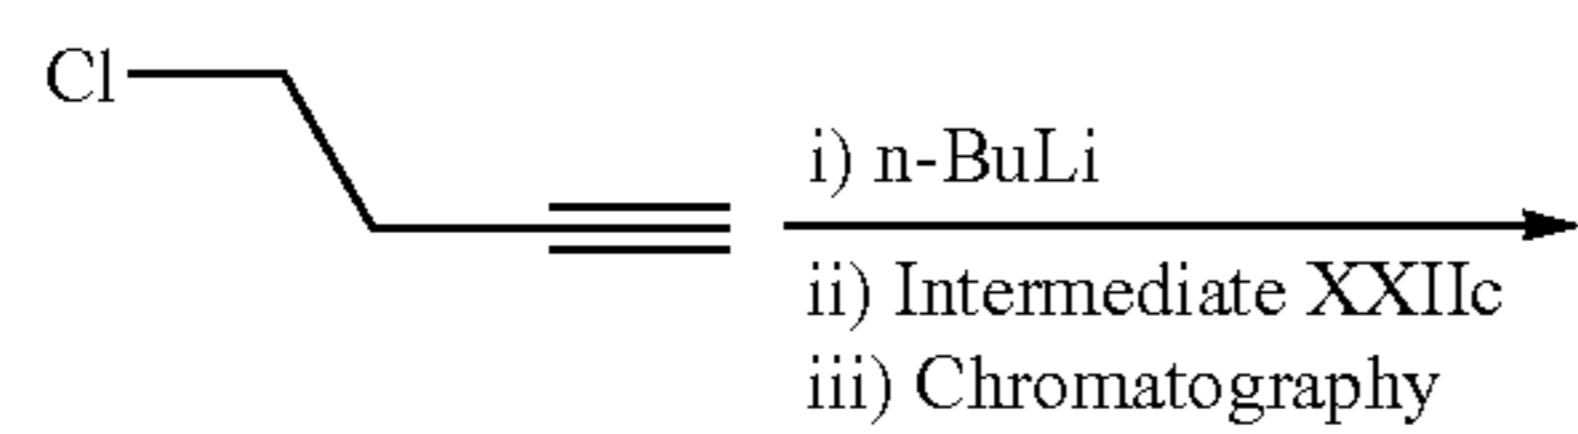 Cl
i) n-BuLi
ii) Intermediate XXIIc
iii) Chromatography